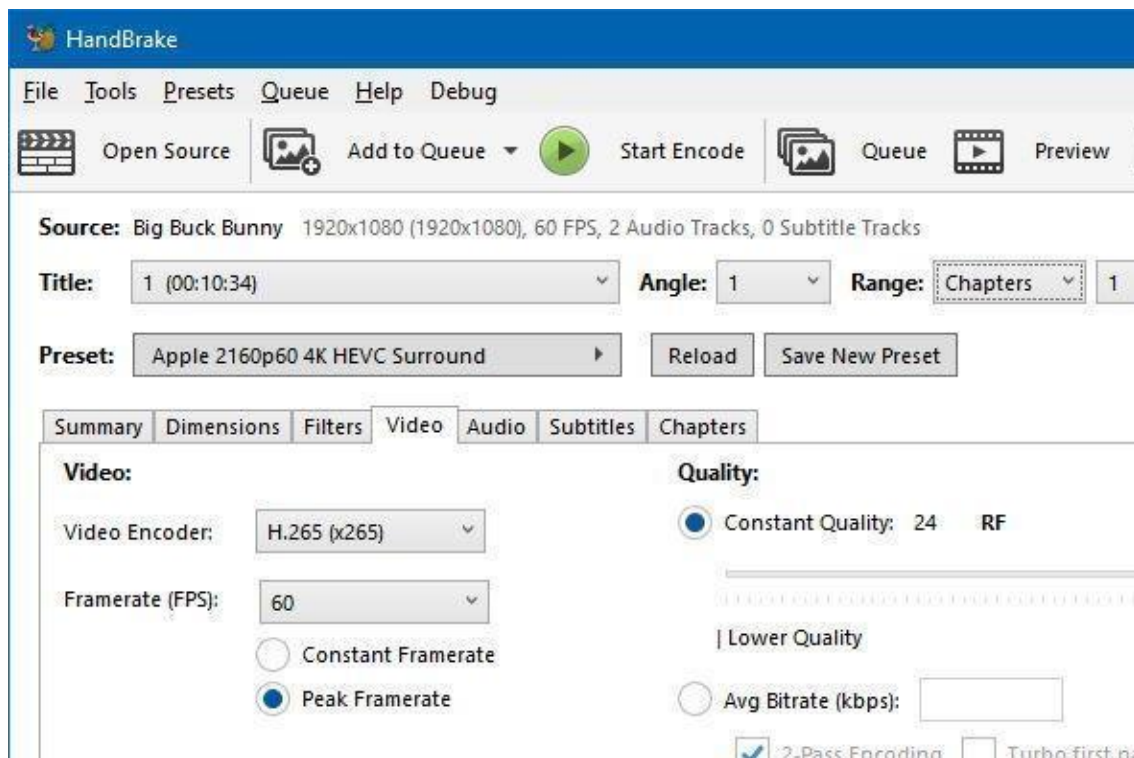 HandBrake
File Tools Presets Queue Help Debug
Open Source Add to Queue Start Encode Queue Preview
Source: Big Buck Bunny 1920x1080 (1920x1080), 60 FPS, 2 Audio Tracks, 0 Subtitle Tracks
Title: 1 (00:10:34) Angle: 1 Range: Chapters 1
Preset: Apple 2160p60 4K HEVC Surround Reload Save New Preset
Summary Dimensions Filters Video Audio Subtitles Chapters
Video: Quality:
Video Encoder: H.265 (x265) Constant Quality: 24 RF
Framerate (FPS): 60
| Lower Quality
Constant Framerate
Peak Framerate Avg Bitrate (kbps):
2-Pass Encoding Turbo first